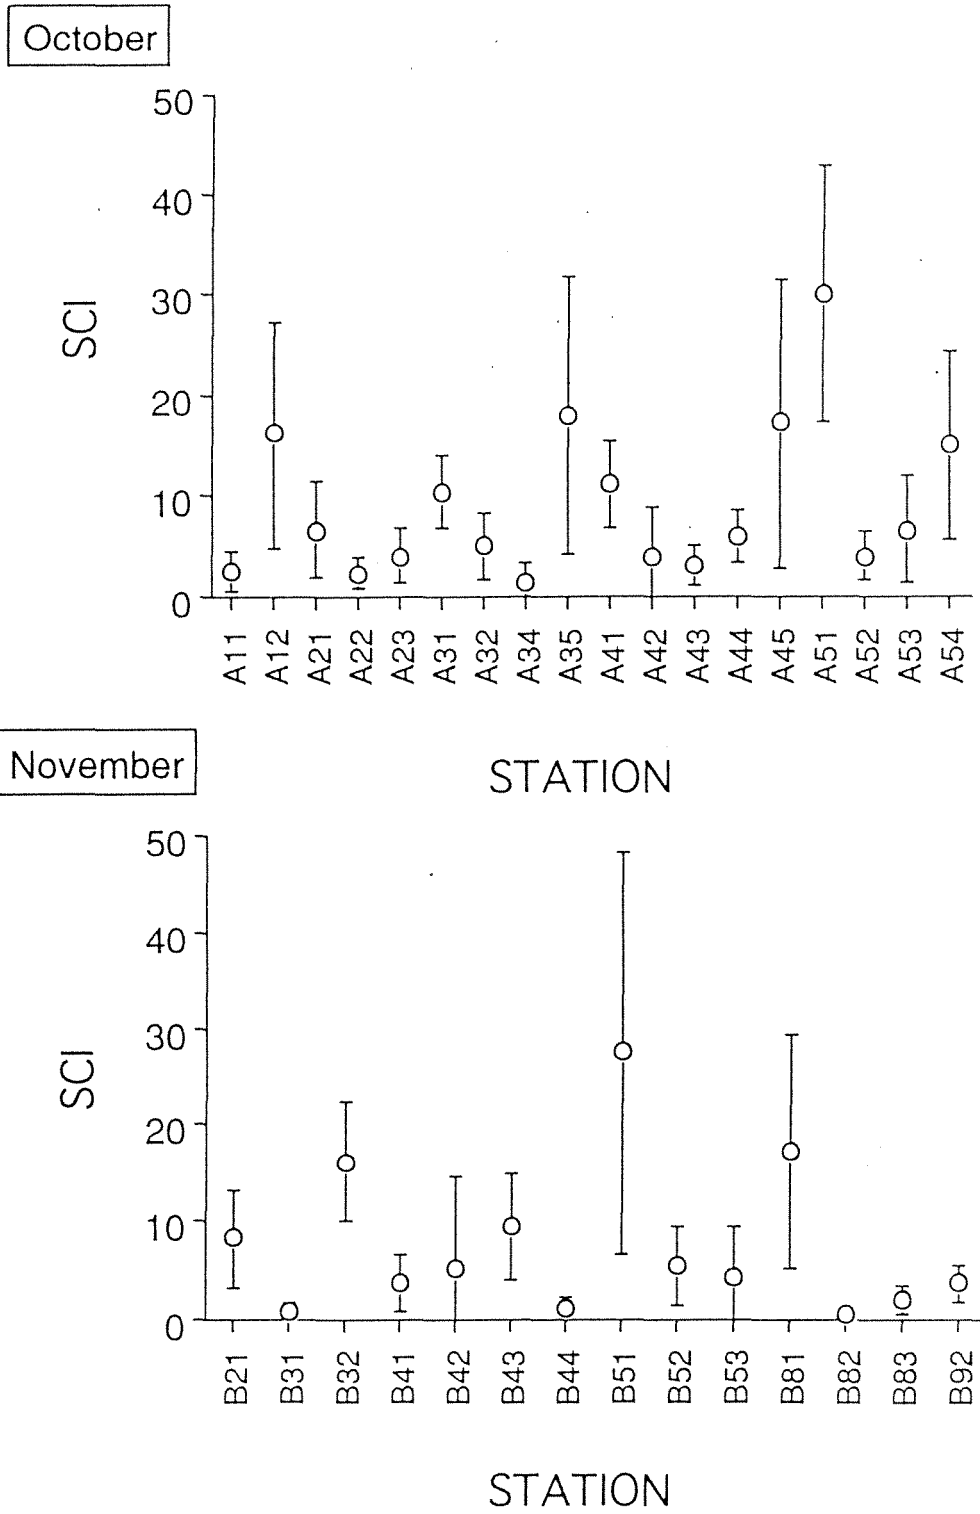 October
50
40
30
20
10
0
SCI
A11 A12 A21 A22 A23 A31 A32 A34 A35 A41 A42 A43 A44 A45 A51 A52 A53 A54
STATION
November
50
40
30
20
10
0
SCI
B21 B31 B32 B41 B42 B43 B44 B51 B52 B53 B81 B82 B83 B92
STATION